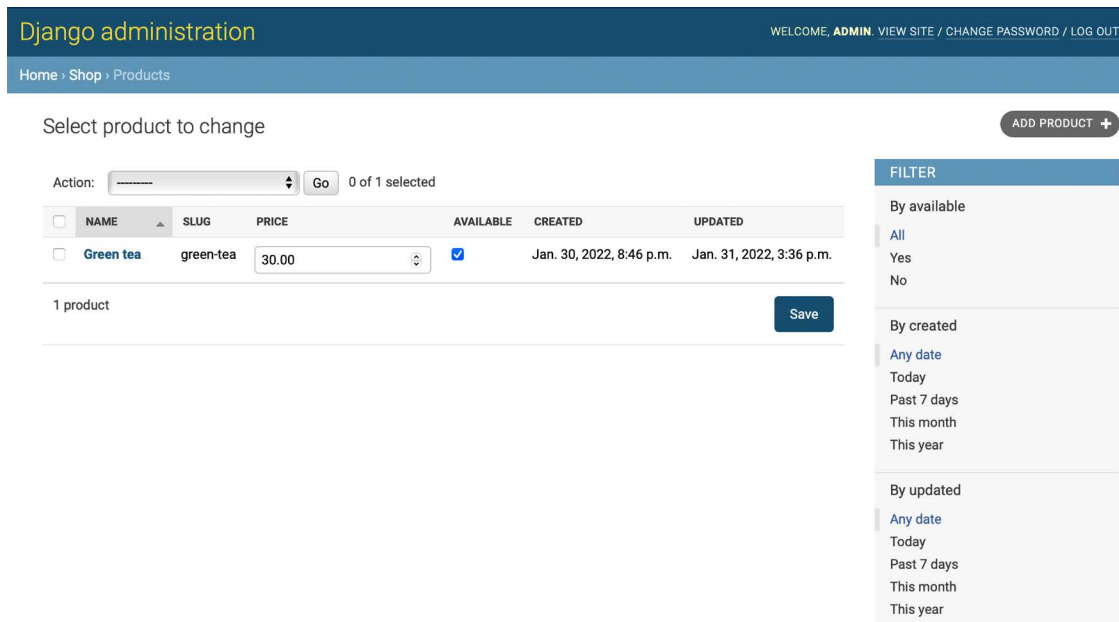 Django administration
WELCOME, ADMIN. VIEW SITE / CHANGE PASSWORD / LOG OUT
Home › Shop › Products
Select product to change
ADD PRODUCT +
Action: --------- Go 0 of 1 selected
NAME SLUG PRICE AVAILABLE CREATED UPDATED
Green tea green-tea 30.00 Jan. 30, 2022, 8:46 p.m. Jan. 31, 2022, 3:36 p.m.
1 product
Save
FILTER
By available
All
Yes
No
By created
Any date
Today
Past 7 days
This month
This year
By updated
Any date
Today
Past 7 days
This month
This year